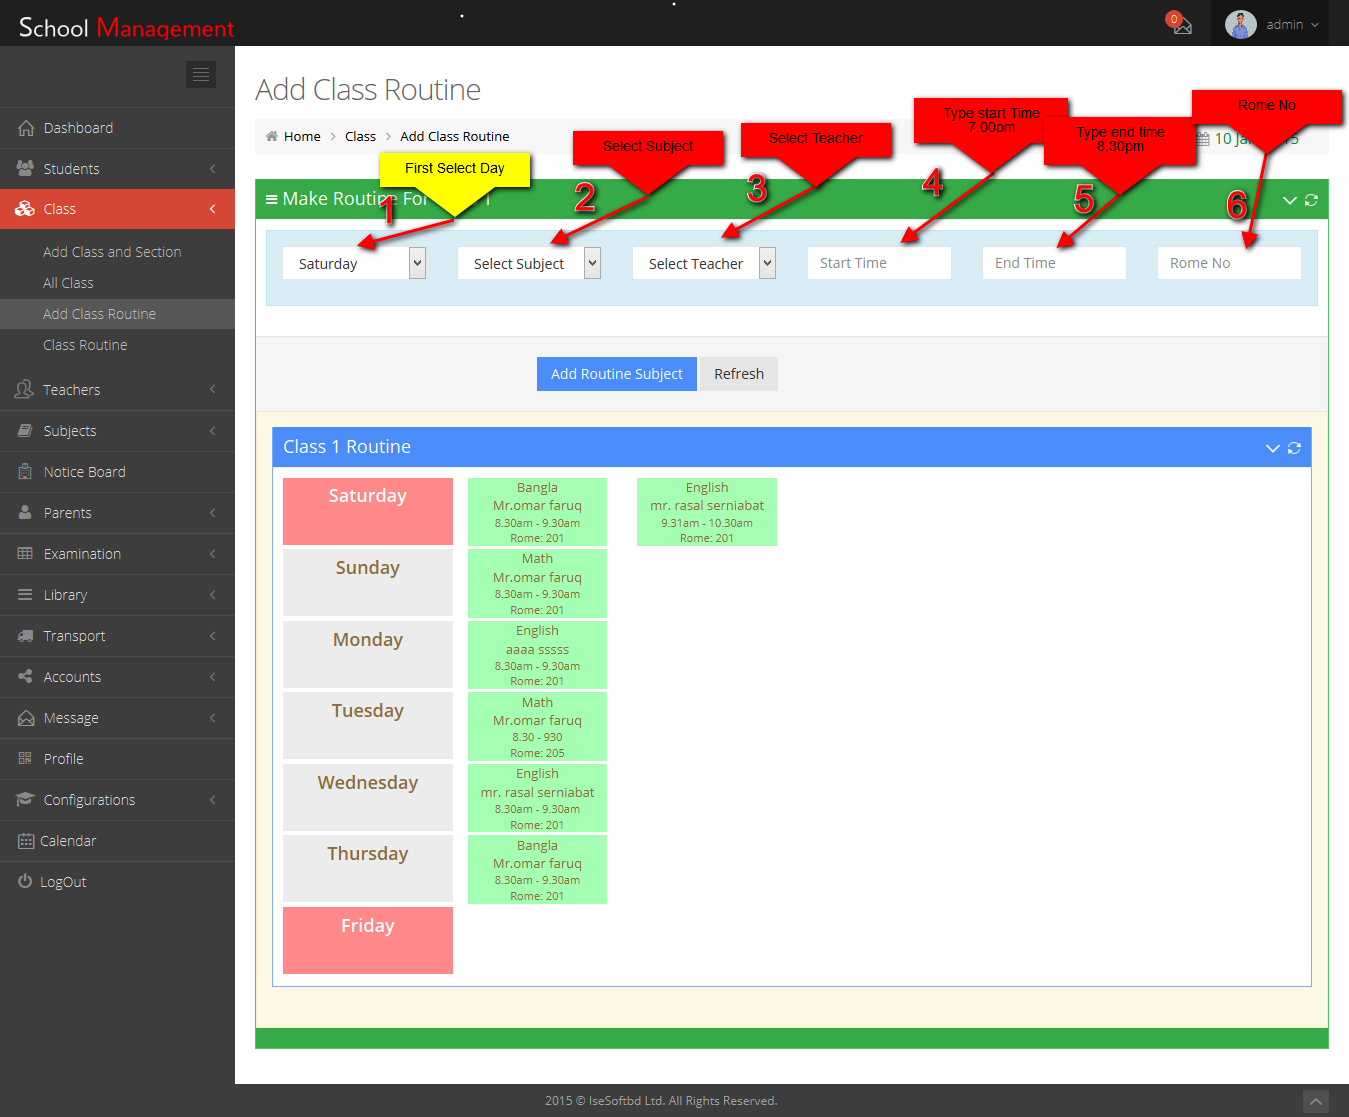 School Management
0
admin
Dashboard
Students
Class
Add Class and Section
All Class
Add Class Routine
Class Routine
Teachers
Subjects
Notice Board
Parents
Examination
Library
Transport
Accounts
Message
Profile
Configurations
Calendar
LogOut
Add Class Routine
Home > Class > Add Class Routine
10
15
First Select Day
Select Subject
Select Teacher
Type start Time
7.00pm
Type end time
8.30pm
Rome No
1
2
3
4
5
6
Make Routine For
Saturday
Select Subject
Select Teacher
Start Time
End Time
Rome No
Add Routine Subject
Refresh
Class 1 Routine
Saturday
Bangla
Mr.omar faruq
8.30am - 9.30am
Rome: 201
English
mr. rasal serniabat
9.31am - 10.30am
Rome: 201
Sunday
Math
Mr.omar faruq
8.30am - 9.30am
Rome: 201
Monday
English
aaaa sssss
8.30am - 9.30am
Rome: 201
Tuesday
Math
Mr.omar faruq
8.30 - 930
Rome: 205
Wednesday
English
mr. rasal serniabat
8.30am - 9.30am
Rome: 201
Thursday
Bangla
Mr.omar faruq
8.30am - 9.30am
Rome: 201
Friday
2015 © IseSoftbd Ltd. All Rights Reserved.